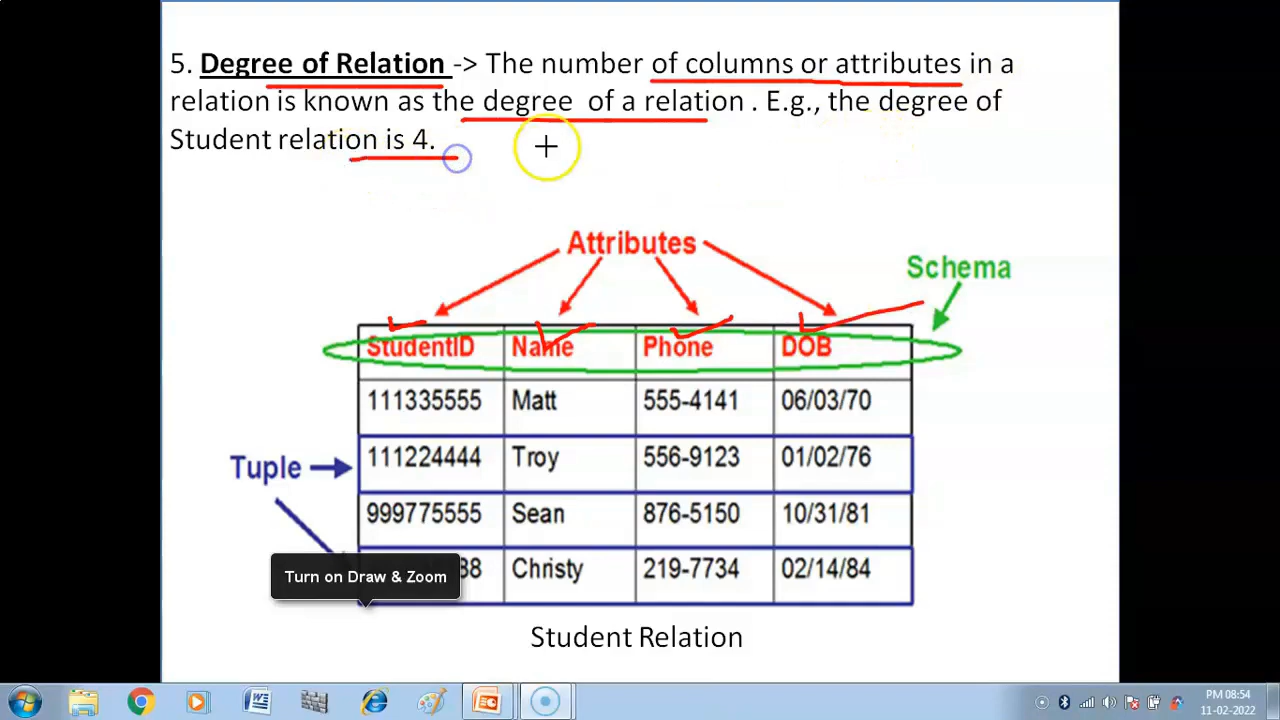 5. Degree of Relation -> The number of columns or attributes in a
relation is known as the degree of a relation . E.g., the degree of
Student relation is 4.
Attributes
Schema
StudentID Name Phone DOB
111335555 Matt 555-4141 06/03/70
Tuple
111224444 Troy 556-9123 01/02/76
999775555 Sean 876-5150 10/31/81
88 Christy 219-7734 02/14/84
Turn on Draw & Zoom
Student Relation
PM 08:54
11-02-2022